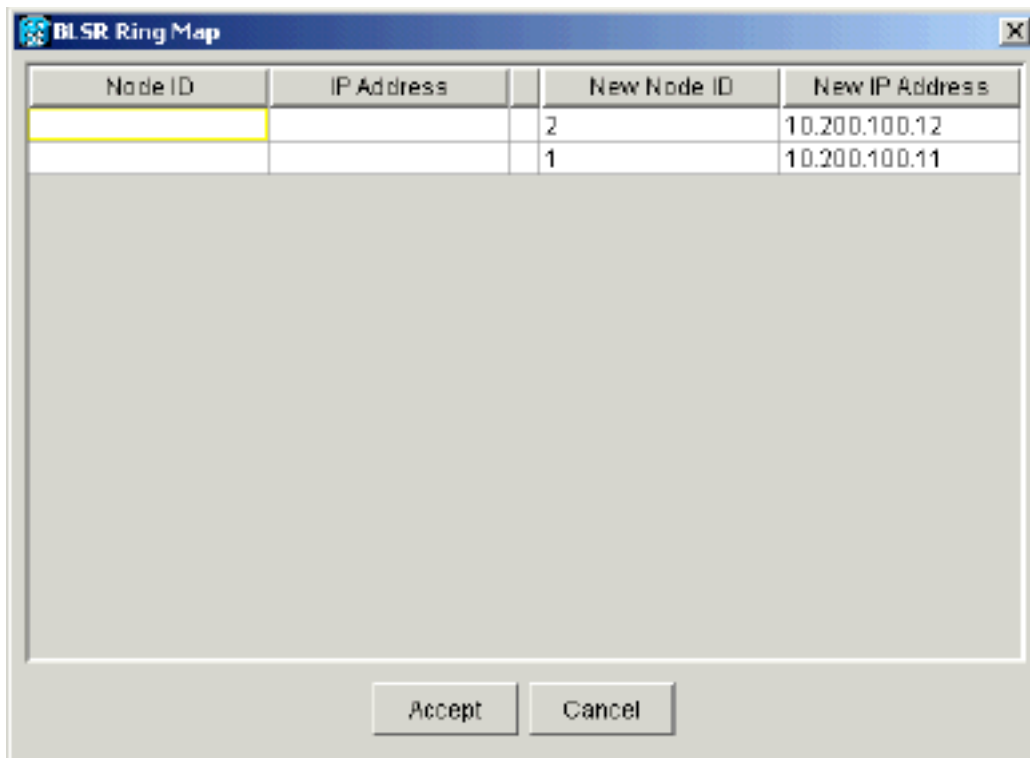 BLSR Ring Map
Node ID IP Address New Node ID New IP Address
2 10.200.100.12
1 10.200.100.11
Accept Cancel